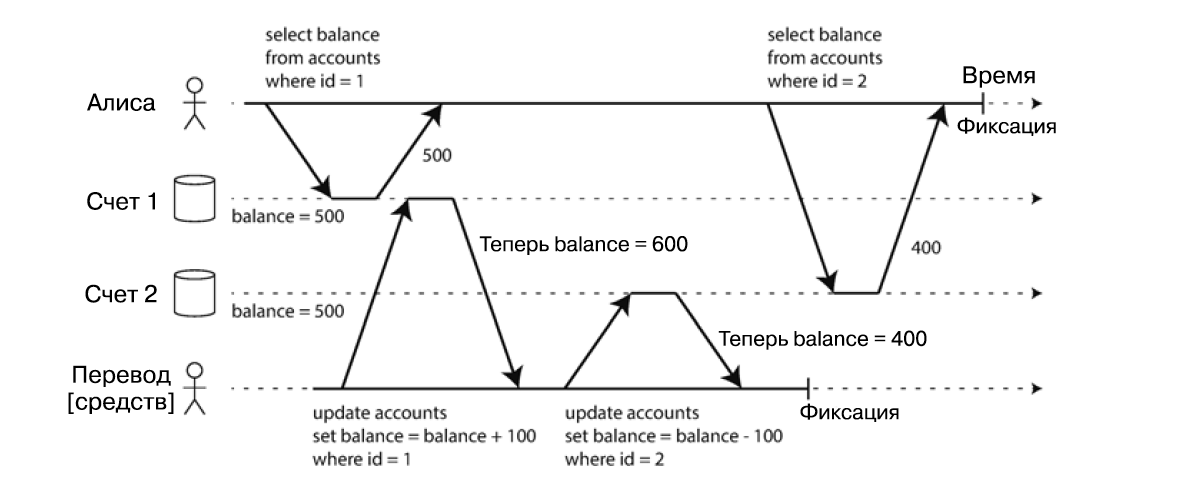 select balance
from accounts
where id = 1
select balance
from accounts
where id = 2
Время
Алиса
Фиксация
500
Счет 1
balance = 500
Теперь balance = 600
400
Счет 2
balance = 500
Теперь balance = 400
Перевод
[средств]
Фиксация
update accounts
set balance = balance + 100
where id = 1
update accounts
set balance = balance - 100
where id = 2